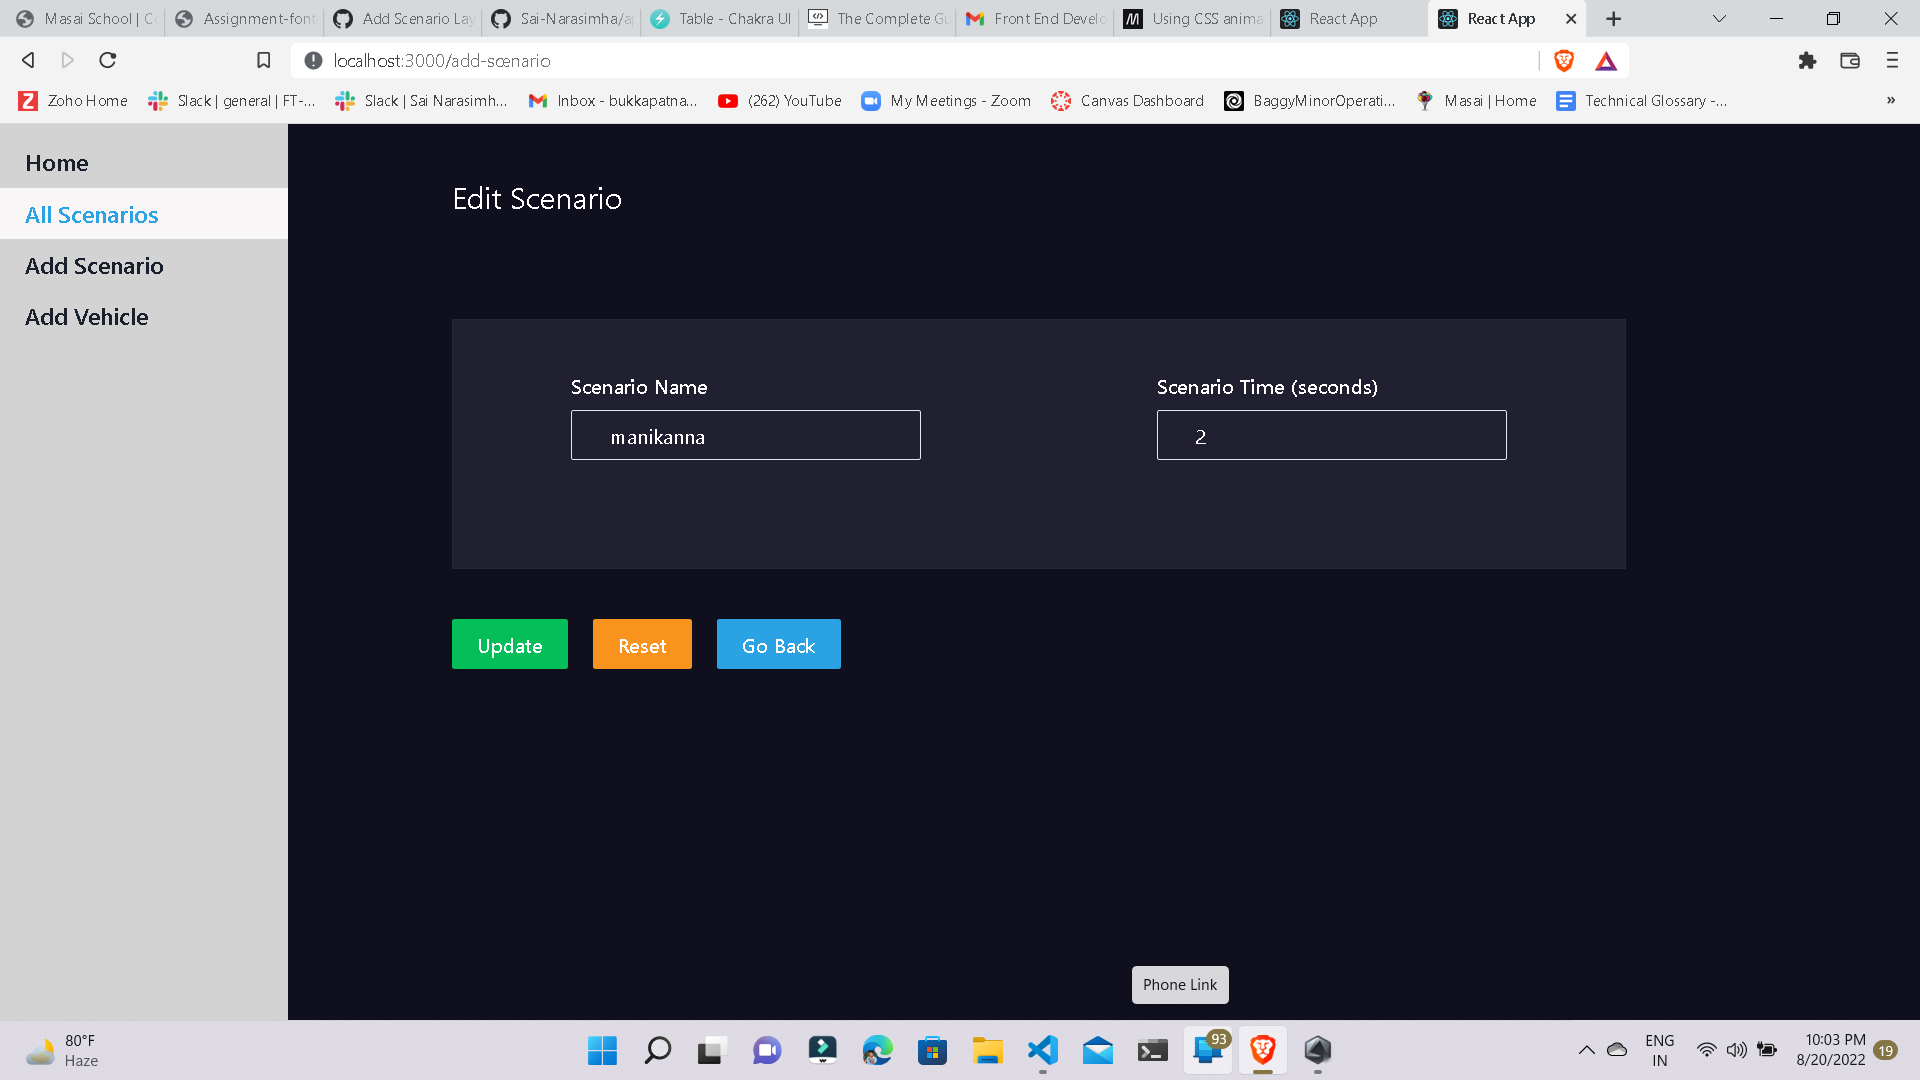 Masai School | Co
Assignment-font
Add Scenario Lay
Sai-Narasimha/a
Table - Chakra UI
The Complete Gu
Front End Develo
Using CSS anima
React App
React App
localhost:3000/add-scenario
Zoho Home
Slack | general | FT-...
Slack | Sai Narasimh...
Inbox - bukkapatna...
(262) YouTube
My Meetings - Zoom
Canvas Dashboard
BaggyMinorOperati...
Masai | Home
Technical Glossary -...
»
Home
All Scenarios
Add Scenario
Add Vehicle
Edit Scenario
Scenario Name
manikanna
Scenario Time (seconds)
2
Update
Reset
Go Back
Phone Link
80°F
Haze
93
ENG
IN
10:03 PM
8/20/2022
19